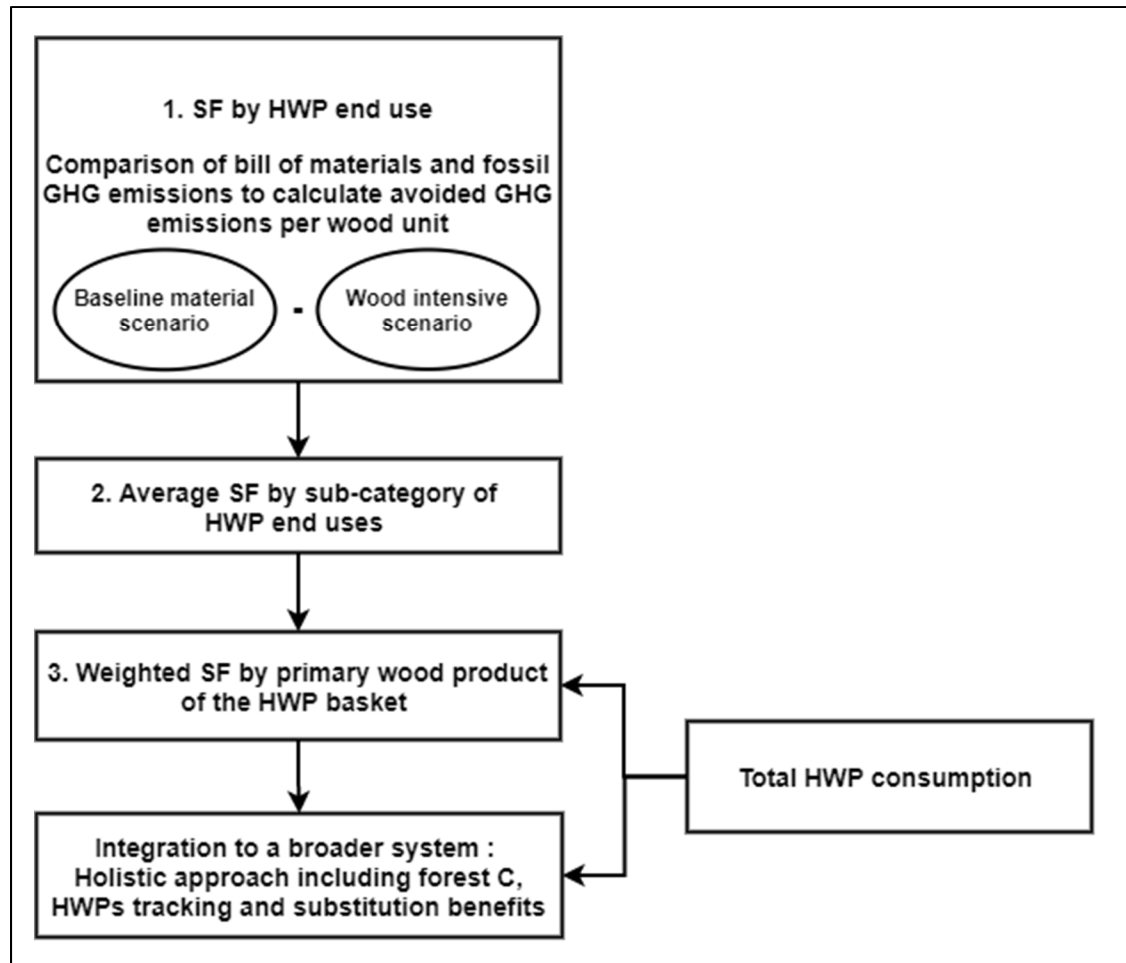 1. SF by HWP end use
Comparison of bill of materials and fossil
GHG emissions to calculate avoided GHG
emissions per wood unit
Baseline material
scenario
-
Wood intensive
scenario
2. Average SF by sub-category of
HWP end uses
3. Weighted SF by primary wood product
of the HWP basket
Total HWP consumption
Integration to a broader system :
Holistic approach including forest C,
HWPs tracking and substitution benefits